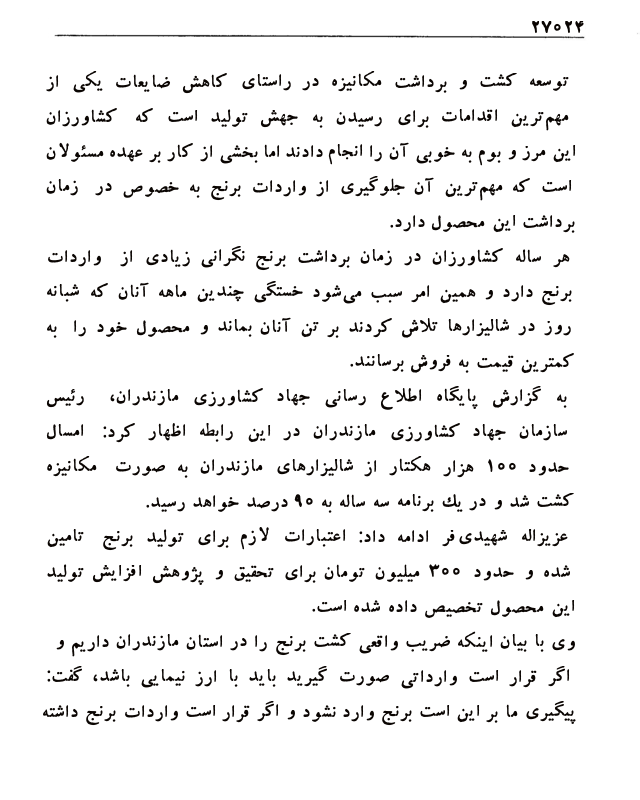 ۲۷۵۲۴
توسعه کشت و برداشت مکانیزه در راستای کاهش ضایعات یکی از
مهم‌ترین اقدامات برای رسیدن به جهش تولید است که کشاورزان
این مرز و بوم به خوبی آن را انجام دادند اما بخشی از کار بر عهده مسئولان
است که مهم‌ترین آن جلوگیری از واردات برنج به خصوص در زمان
برداشت این محصول دارد.
هر ساله کشاورزان در زمان برداشت برنج نگرانی زیادی از واردات
برنج دارد و همین امر سبب می‌شود خستگی چندین ماهه آنان که شبانه
روز در شالیزارها تلاش کردند بر تن آنان بماند و محصول خود را به
کمترین قیمت به فروش برسانند.
به گزارش پایگاه اطلاع رسانی جهاد کشاورزی مازندران، رئیس
سازمان جهاد کشاورزی مازندران در این رابطه اظهار کرد: امسال
حدود ۱۰۰ هزار هکتار از شالیزارهای مازندران به صورت مکانیزه
کشت شد و در یك برنامه سه ساله به ۹۰ درصد خواهد رسید.
عزیزاله شهیدی‌فر ادامه داد: اعتبارات لازم برای تولید برنج تامین
شده و حدود ۳۰۰ میلیون تومان برای تحقیق و پژوهش افزایش تولید
این محصول تخصیص داده شده است.
وی با بیان اینکه ضریب واقعی کشت برنج را در استان مازندران داریم و
اگر قرار است وارداتی صورت گیرید باید با ارز نیمایی باشد، گفت:
پیگیری ما بر این است برنج وارد نشود و اگر قرار است واردات برنج داشته